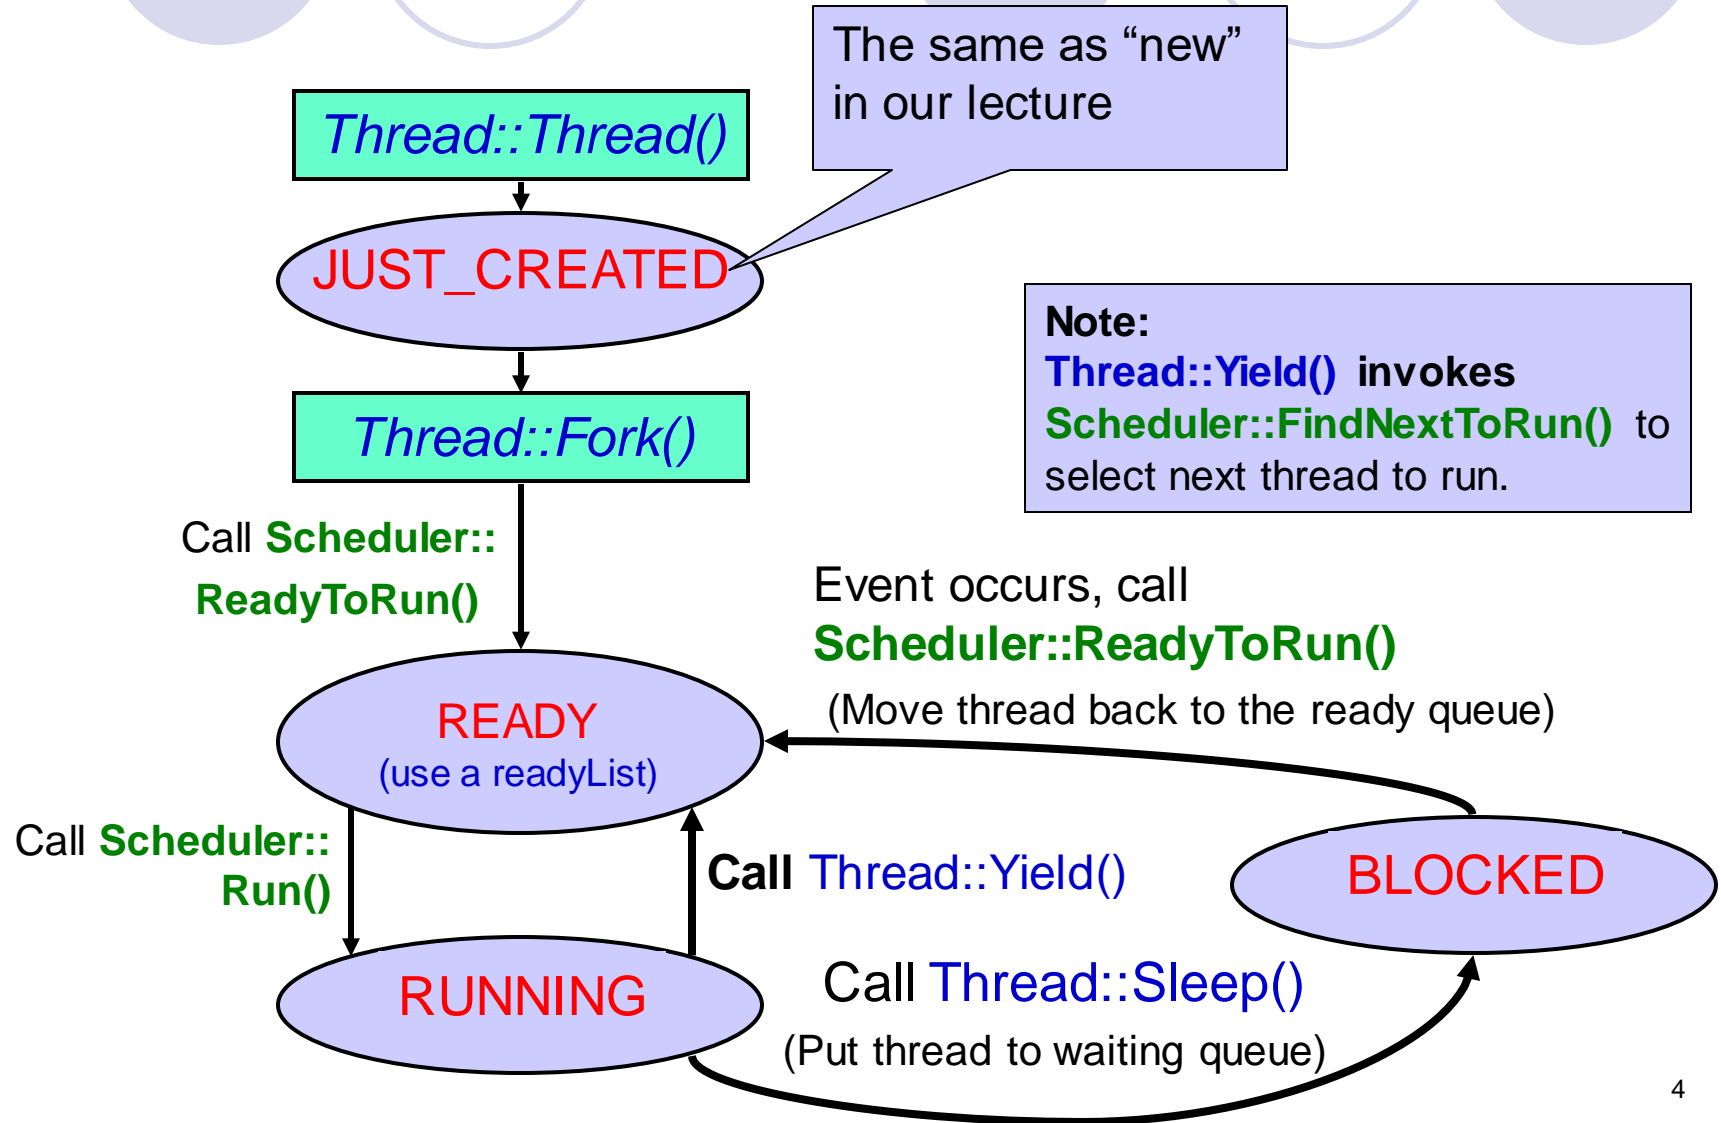 The same as “new”
in our lecture
Thread::Thread()
JUST_CREATED
Note:
Thread::Yield() invokes
Scheduler::FindNextToRun() to
select next thread to run.
Thread::Fork()
Call Scheduler::
ReadyToRun()
Event occurs, call
Scheduler::ReadyToRun()
(Move thread back to the ready queue)
READY
(use a readyList)
Call Scheduler::
Run()
Call Thread::Yield()
BLOCKED
RUNNING
Call Thread::Sleep()
(Put thread to waiting queue)
4